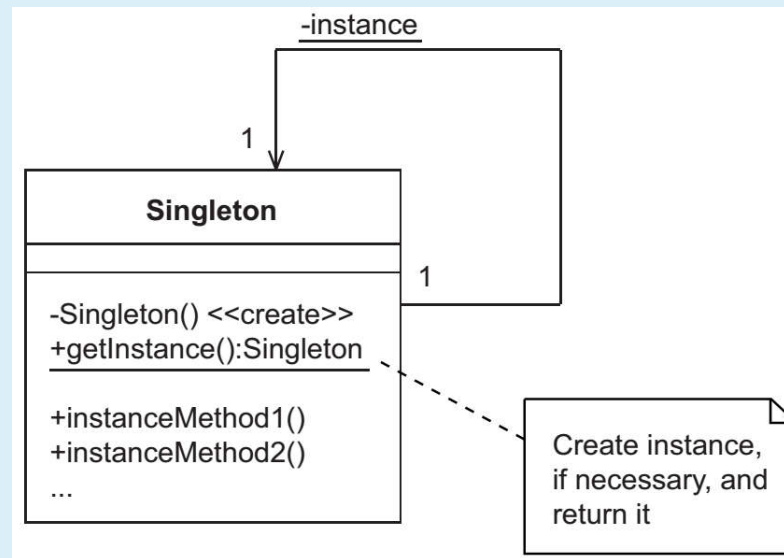 -instance
1
Singleton
1
-Singleton() <<create>>
+getInstance():Singleton
+instanceMethod1()
+instanceMethod2()
...
Create instance,
if necessary, and
return it